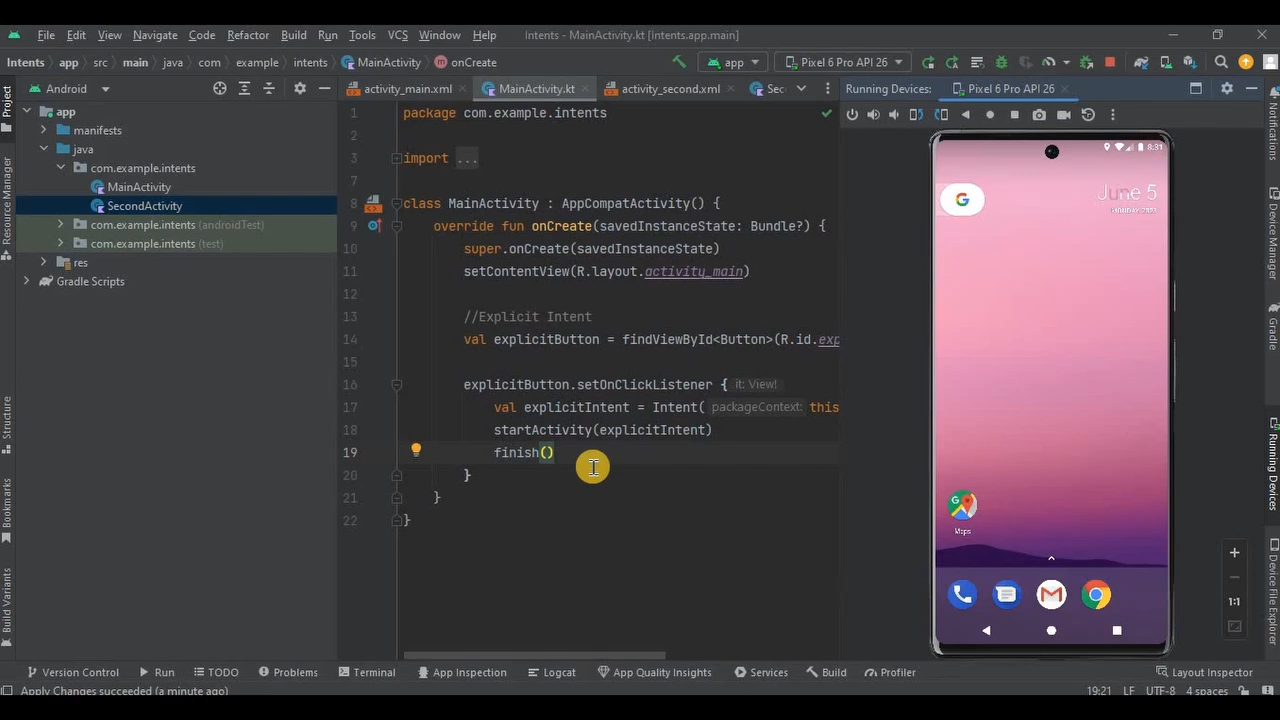 File Edit View Navigate Code Refactor Build Run Tools VCS Window Help Intents - MainActivity.kt [Intents.app.main]
Intents app src main java com example intents MainActivity onCreate app Pixel 6 Pro API 26
Android activity_main.xml MainActivity.kt activity_second.xml Sec Running Devices: Pixel 6 Pro API 26
Project
Resource Manager
Structure
Bookmarks
Build Variants
app
manifests
java
com.example.intents
MainActivity
SecondActivity
com.example.intents (androidTest)
com.example.intents (test)
res
Gradle Scripts
1 package com.example.intents
2
3 import ...
7
8 class MainActivity : AppCompatActivity() {
9 override fun onCreate(savedInstanceState: Bundle?) {
10 super.onCreate(savedInstanceState)
11 setContentView(R.layout.activity_main)
12
13 //Explicit Intent
14 val explicitButton = findViewById<Button>(R.id.exp
15
16 explicitButton.setOnClickListener { it: View!
17 val explicitIntent = Intent( packageContext: this
18 startActivity(explicitIntent)
19 finish()
20 }
21 }
22 }
8:31
June 5
G
Maps
1:1
Notifications
Device Manager
Gradle
Running Devices
Device File Explorer
Version Control Run TODO Problems Terminal App Inspection Logcat App Quality Insights Services Build Profiler Layout Inspector
Apply Changes succeeded (a minute ago) 19:21 LF UTF-8 4 spaces